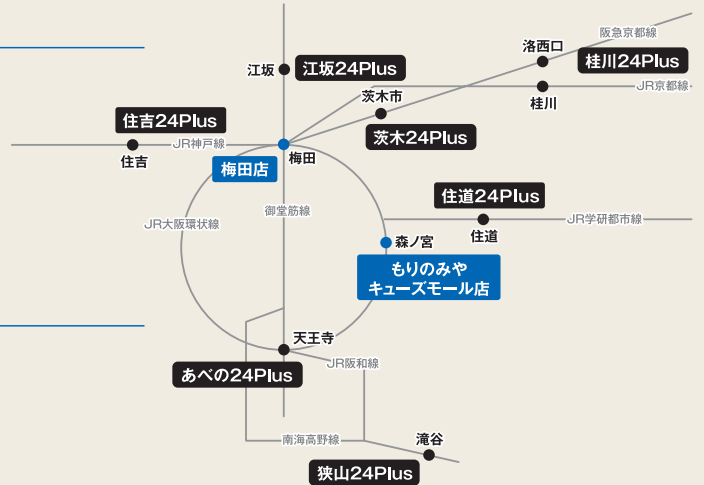 阪急京都線
洛西口
桂川24Plus
江坂
江坂24Plus
JR京都線
茨木市
桂川
住吉24Plus
茨木24Plus
JR神戸線
住吉
梅田
梅田店
住道24Plus
御堂筋線
JR大阪環状線
JR学研都市線
住道
森ノ宮
もりのみや
キューズモール店
天王寺
JR阪和線
あべの24Plus
南海高野線
滝谷
狭山24Plus